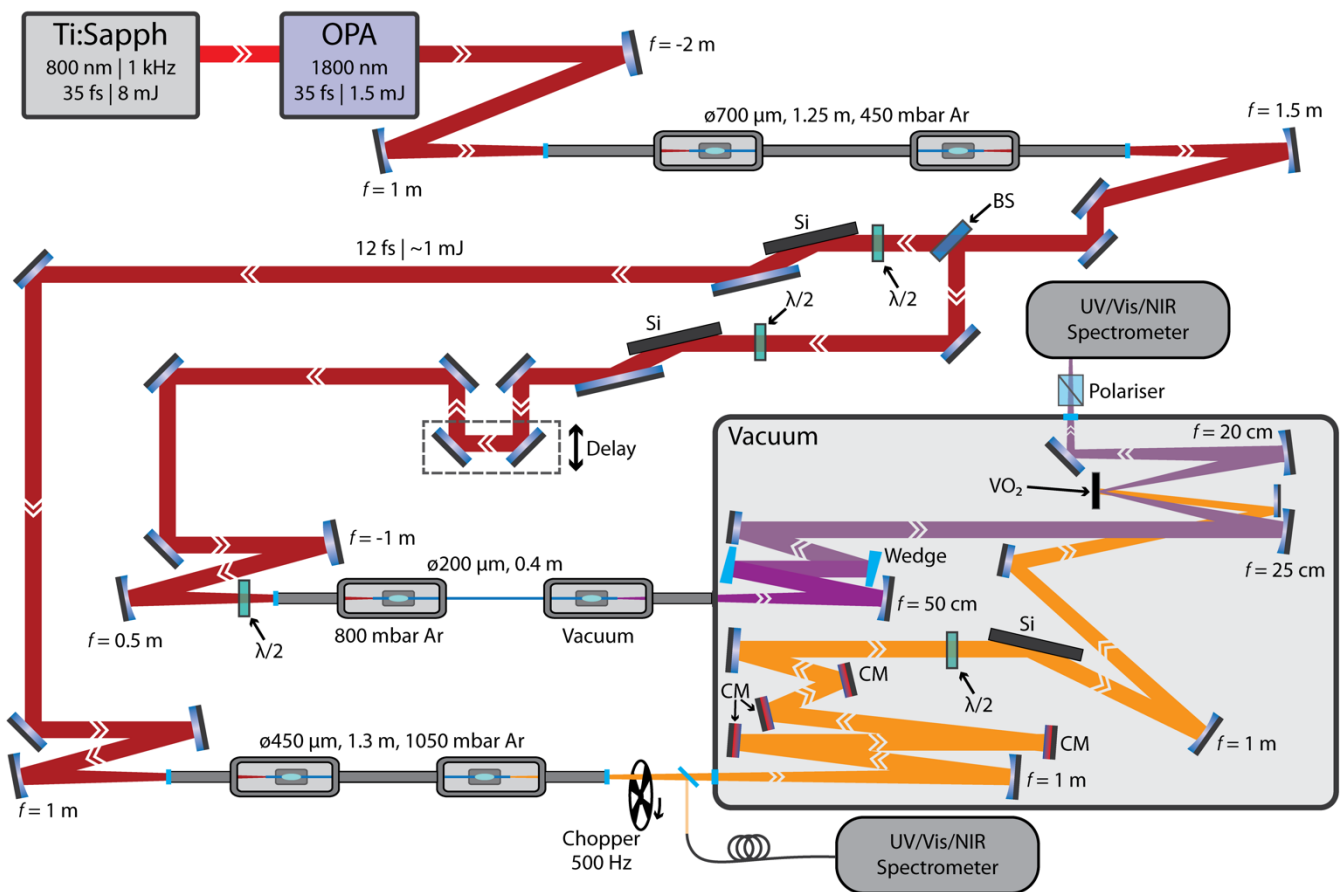 Ti:Sapph
800 nm | 1 kHz
35 fs | 8 mJ
OPA
1800 nm
35 fs | 1.5 mJ
f = -2 m
ø700 μm, 1.25 m, 450 mbar Ar
f = 1.5 m
f = 1 m
BS
Si
12 fs | ~1 mJ
λ/2
λ/2
Si
UV/Vis/NIR
Spectrometer
Polariser
Delay
Vacuum
f = 20 cm
VO₂
f = -1 m
Wedge
ø200 μm, 0.4 m
f = 25 cm
f = 50 cm
f = 0.5 m
800 mbar Ar
Vacuum
λ/2
Si
CM
CM
λ/2
ø450 μm, 1.3 m, 1050 mbar Ar
CM
f = 1 m
f = 1 m
f = 1 m
Chopper
500 Hz
UV/Vis/NIR
Spectrometer